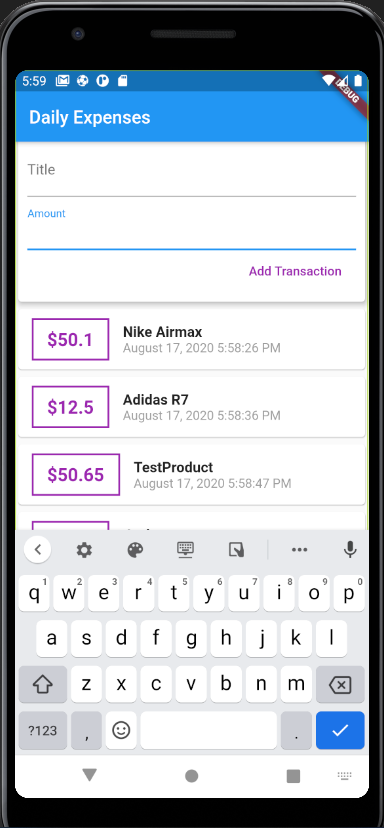 5:59
DEBUG
Daily Expenses
Title
Amount
Add Transaction
$50.1
Nike Airmax
August 17, 2020 5:58:26 PM
$12.5
Adidas R7
August 17, 2020 5:58:36 PM
$50.65
TestProduct
August 17, 2020 5:58:47 PM
1 2 3 4 5 6 7 8 9 0
q w e r t y u i o p
a s d f g h j k l
z x c v b n m
?123 , .